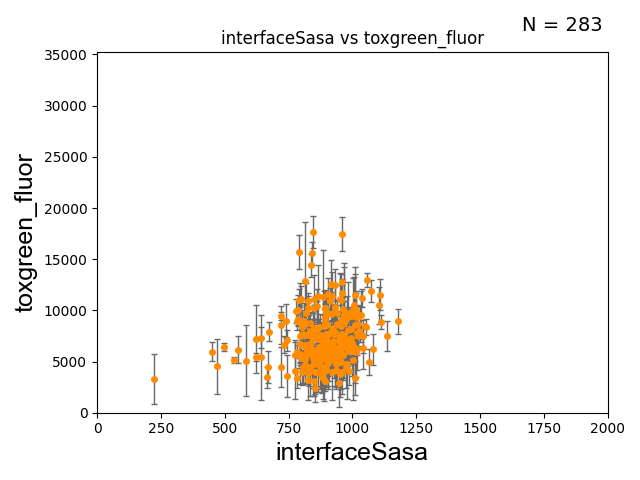 N = 283
interfaceSasa vs toxgreen_fluor
35000
30000
25000
20000
15000
10000
5000
0
toxgreen_fluor
0 250 500 750 1000 1250 1500 1750 2000
interfaceSasa